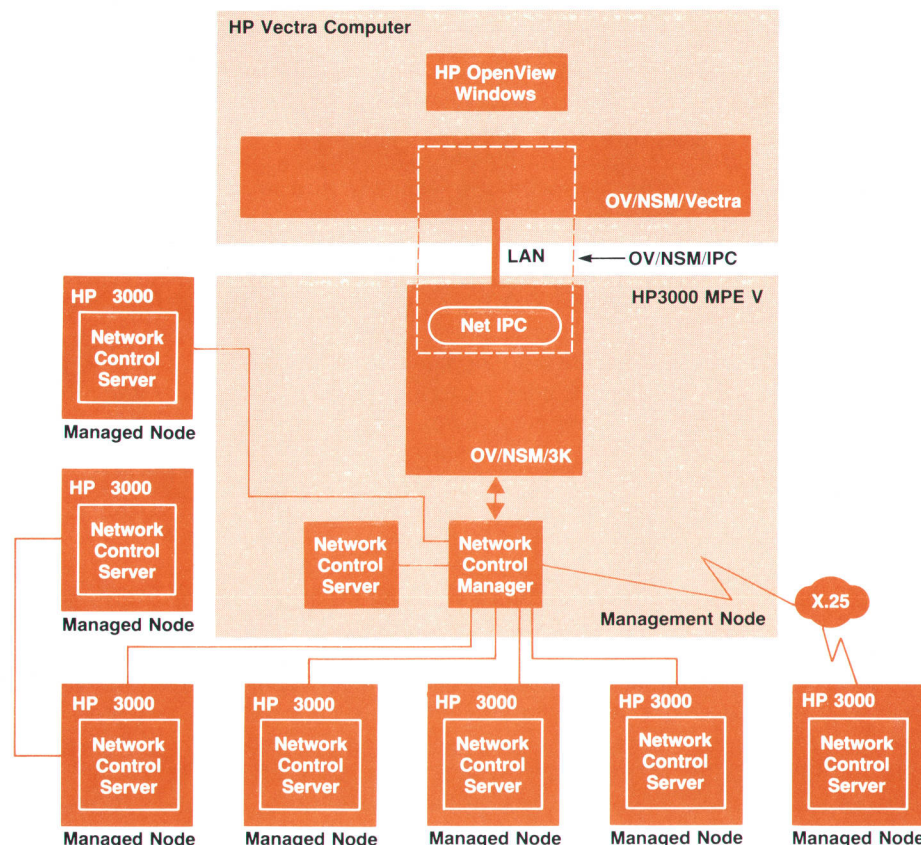 HP Vectra Computer
HP OpenView
Windows
OV/NSM/Vectra
LAN
OV/NSM/IPC
HP3000 MPE V
Net IPC
OV/NSM/3K
HP 3000
Network
Control
Server
Managed Node
HP 3000
Network
Control
Server
Managed Node
Network
Control
Server
Network
Control
Manager
Management Node
X.25
HP 3000
Network
Control
Server
Managed Node
HP 3000
Network
Control
Server
Managed Node
HP 3000
Network
Control
Server
Managed Node
HP 3000
Network
Control
Server
Managed Node
HP 3000
Network
Control
Server
Managed Node